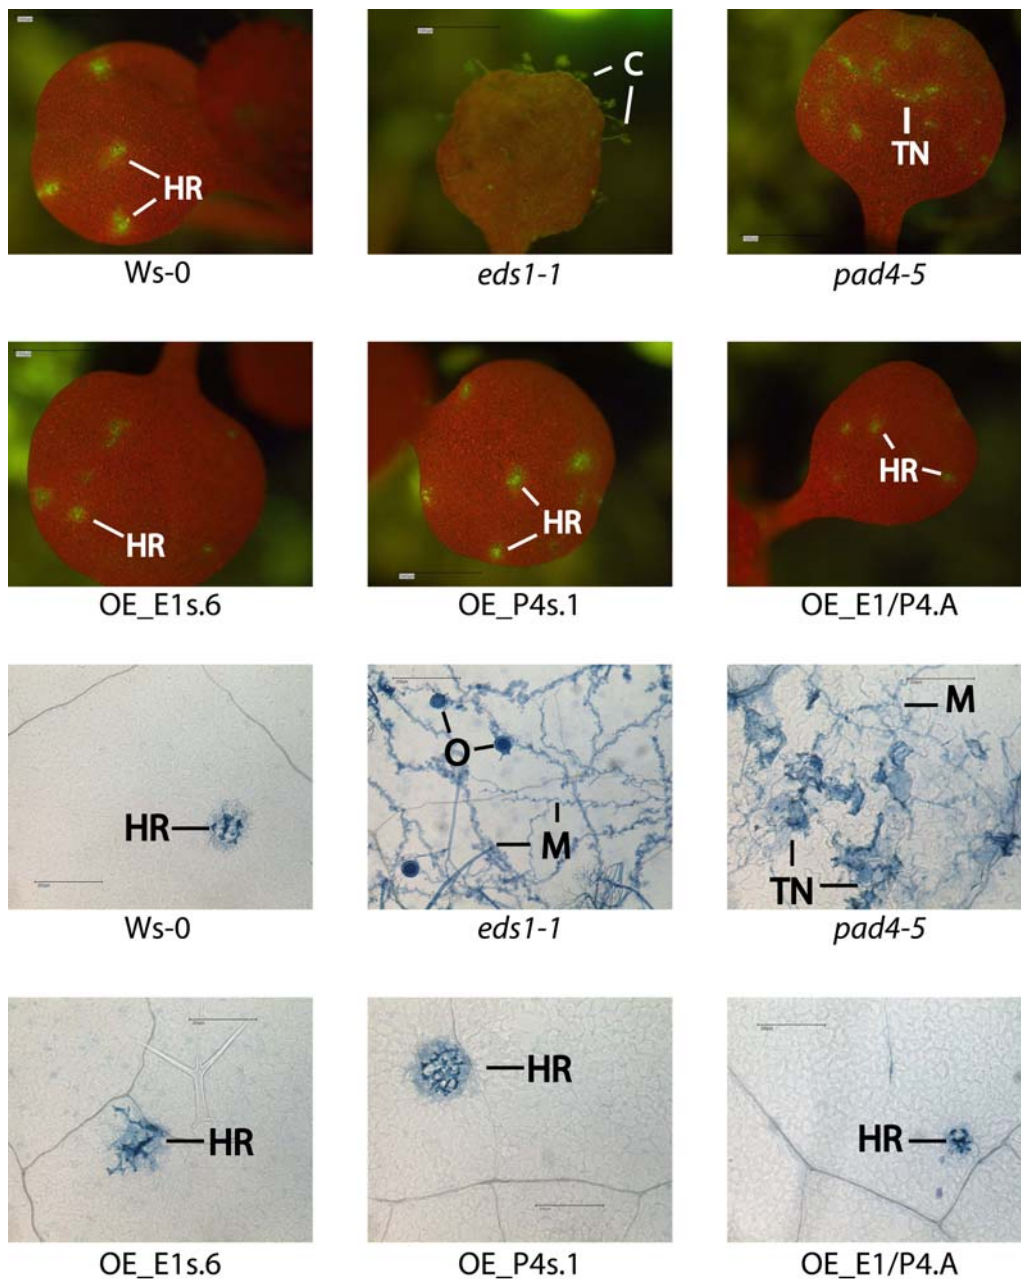 HR
C
TN
Ws-0
eds1-1
pad4-5
HR
HR
HR
OE_E1s.6
OE_P4s.1
OE_E1/P4.A
HR
O
M
M
TN
Ws-0
eds1-1
pad4-5
HR
HR
HR
OE_E1s.6
OE_P4s.1
OE_E1/P4.A